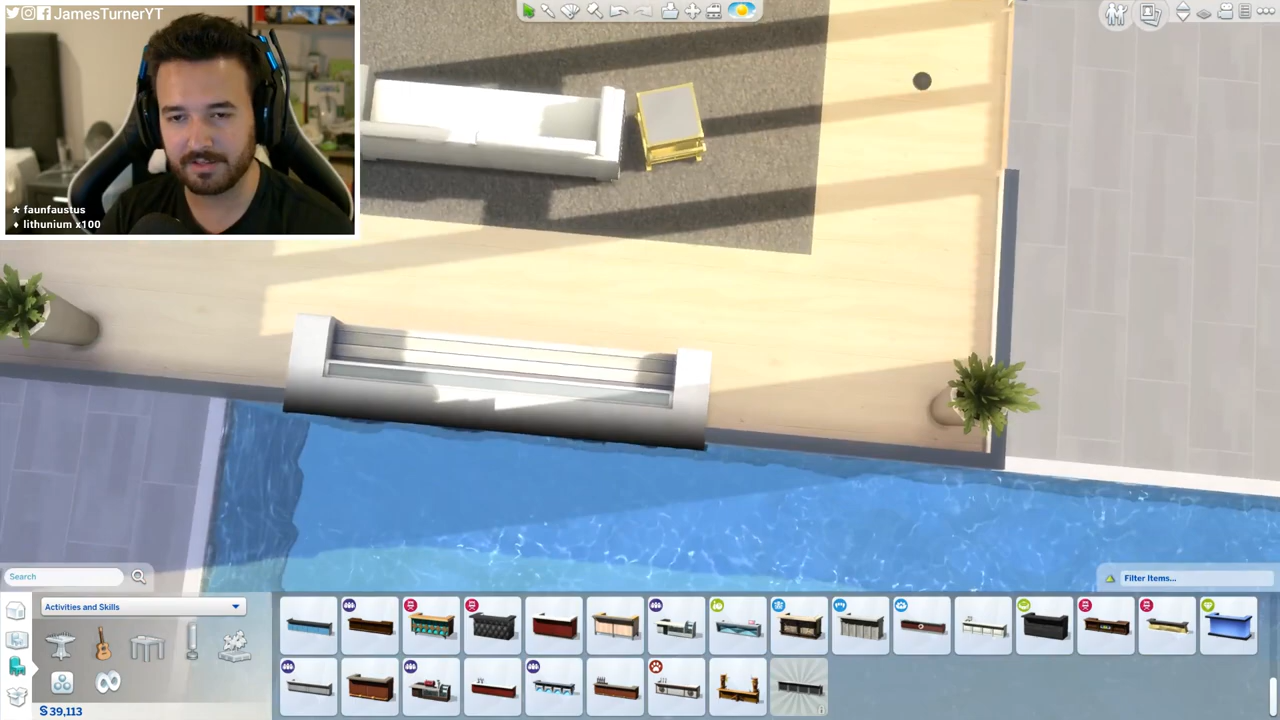 JamesTurnerYT
★ faunfaustus
♦ lithunium x100
Search
Filter Items...
Activities and Skills
§39,113